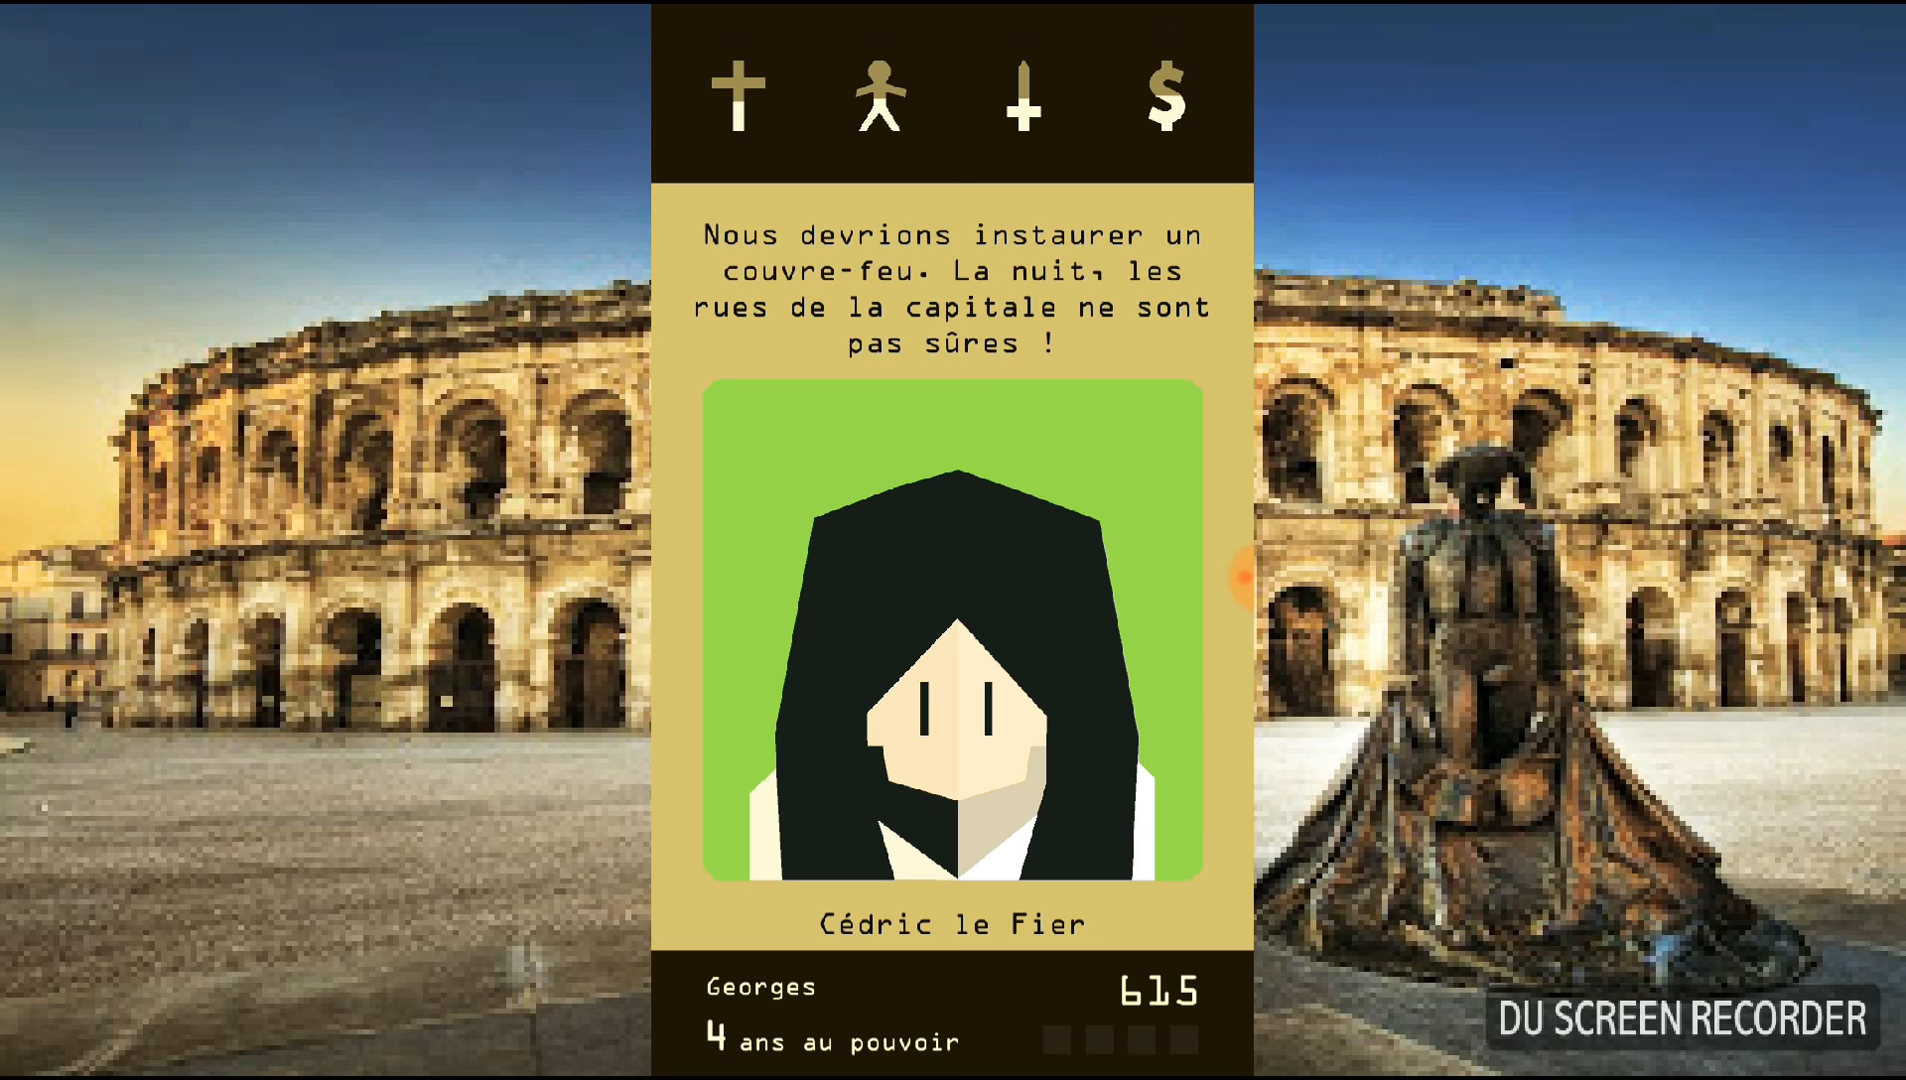 Nous devrions instaurer un
couvre-feu. La nuit, les
rues de la capitale ne sont
pas sûres !
Cédric le Fier
Georges
615
4 ans au pouvoir
DU SCREEN RECORDER